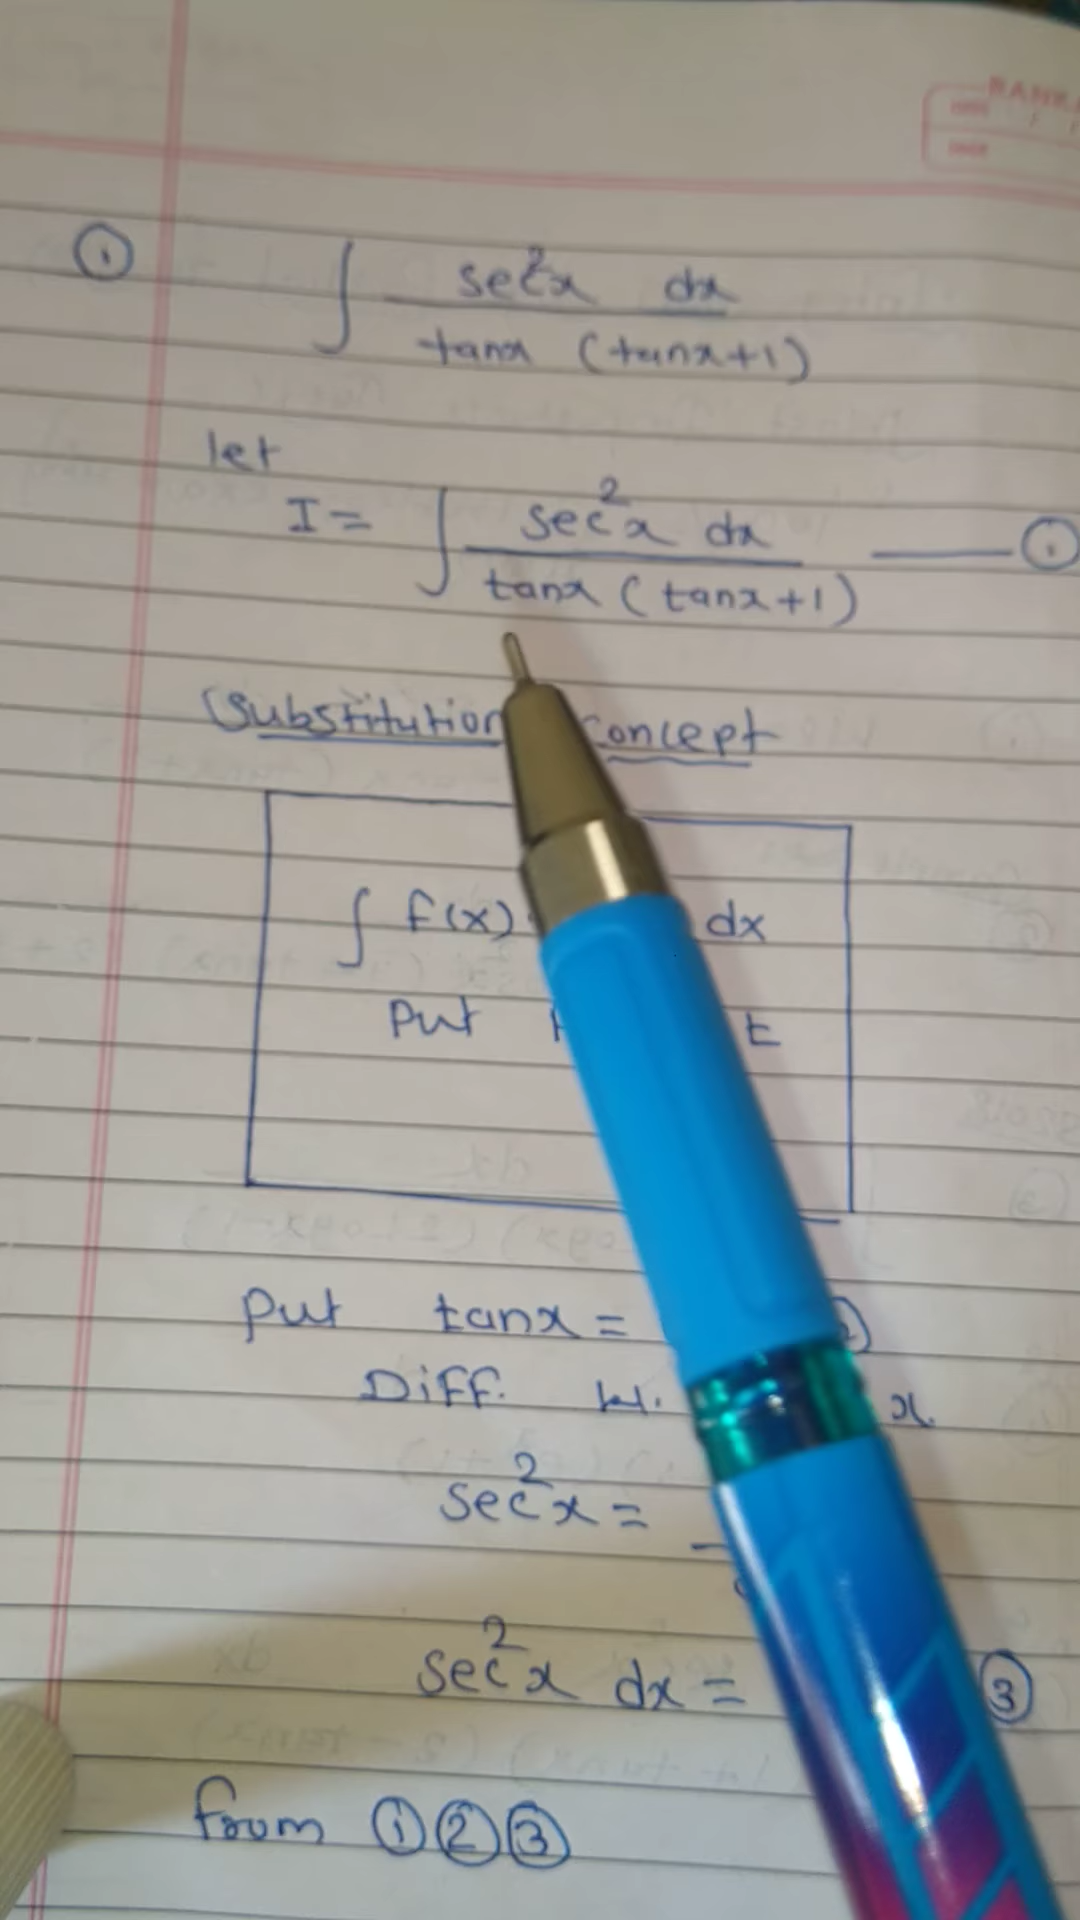 ①
∫ sec²x dx
tanx (tanx+1)
let
I = ∫ sec²x dx
tanx (tanx+1) —— ①
Substitution concept
∫ f(x) dx
Put t
Put tanx =
Diff. x.
sec²x =
sec²x dx = ③
from ①②③